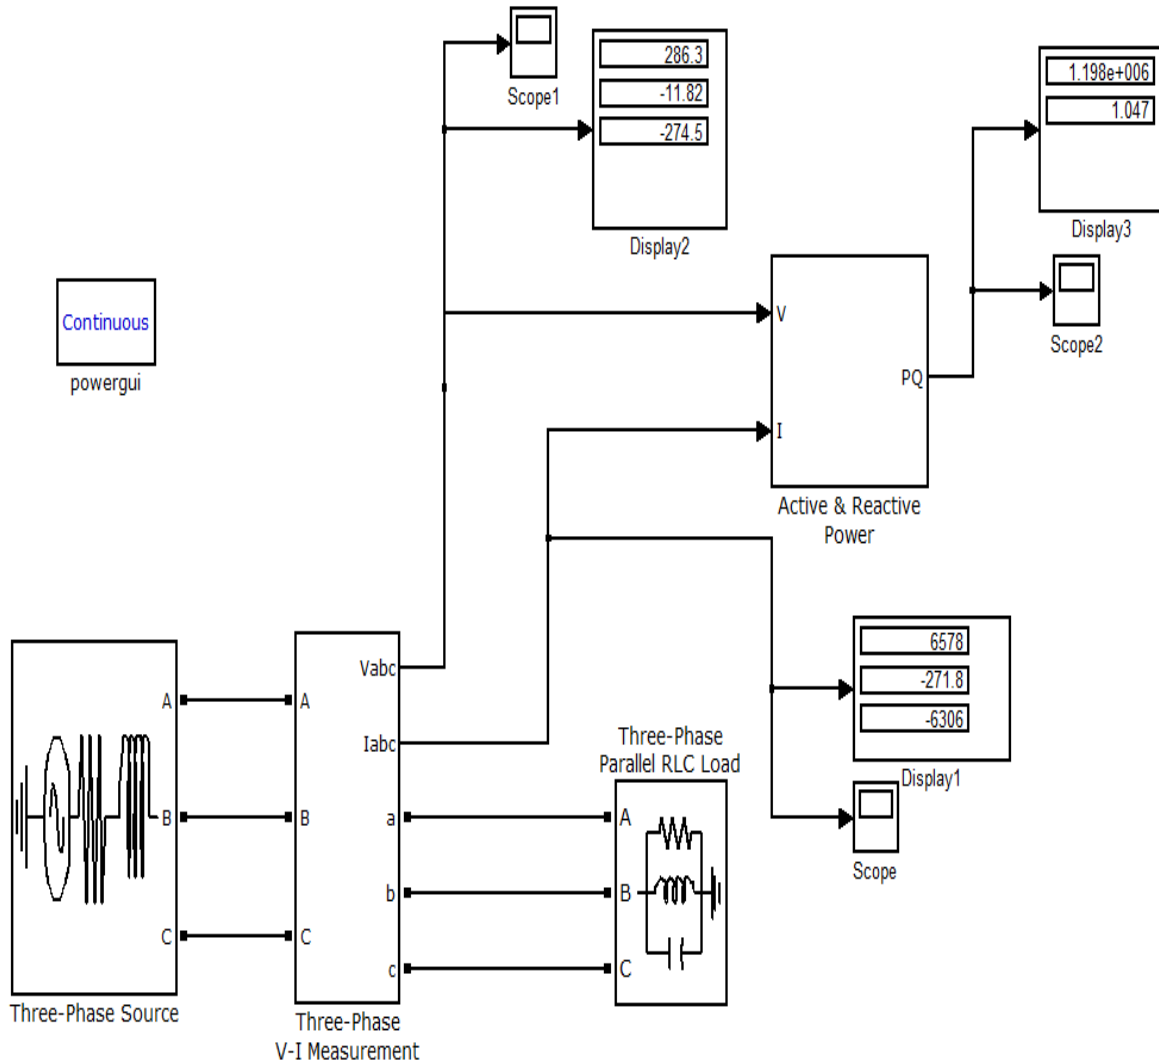 Scope1
286.3
-11.82
-274.5
Display2
1.198e+006
1.047
Display3
Continuous
powergui
V
I
PQ
Active & Reactive
Power
Scope2
A
B
C
Three-Phase Source
A
B
C
Vabc
Iabc
a
b
c
Three-Phase
V-I Measurement
Three-Phase
Parallel RLC Load
A
B
C
6578
-271.8
-6306
Display1
Scope